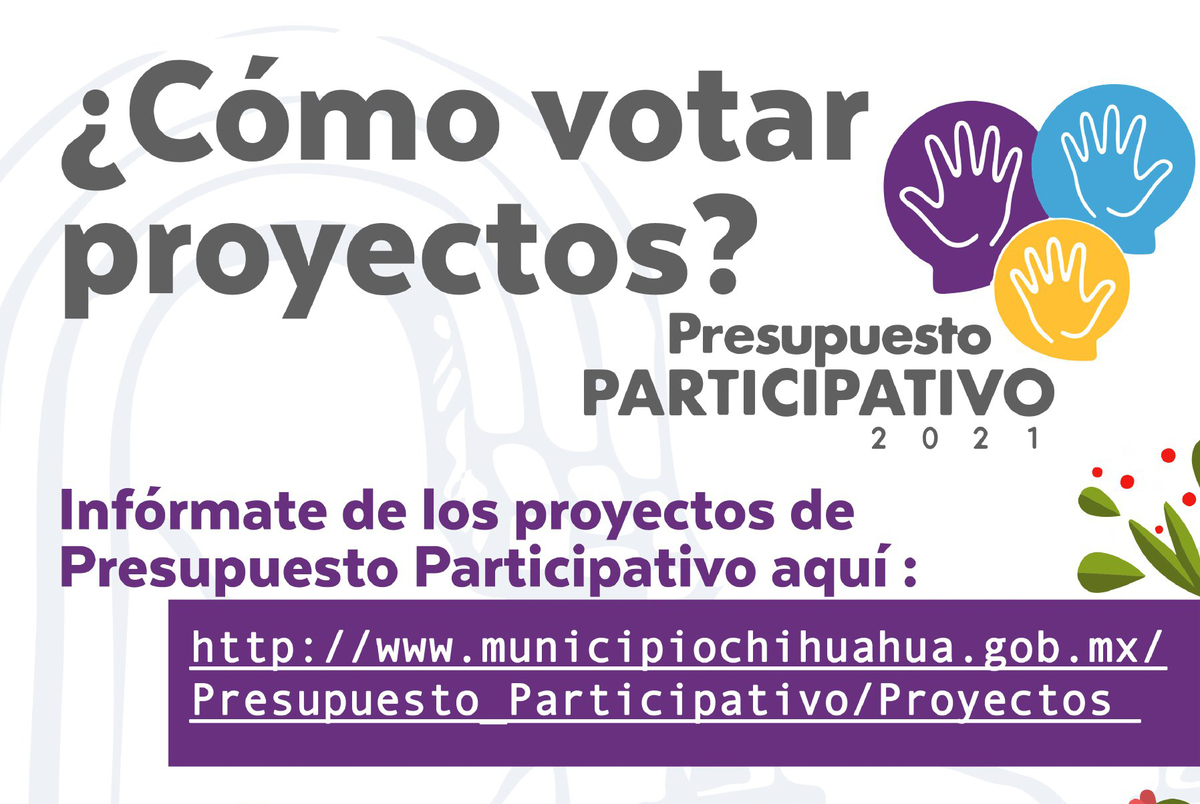 ¿Cómo votar
proyectos?
Presupuesto
PARTICIPATIVO
2021
Infórmate de los proyectos de
Presupuesto Participativo aquí :
http://www.municipiochihuahua.gob.mx/
Presupuesto_Participativo/Proyectos